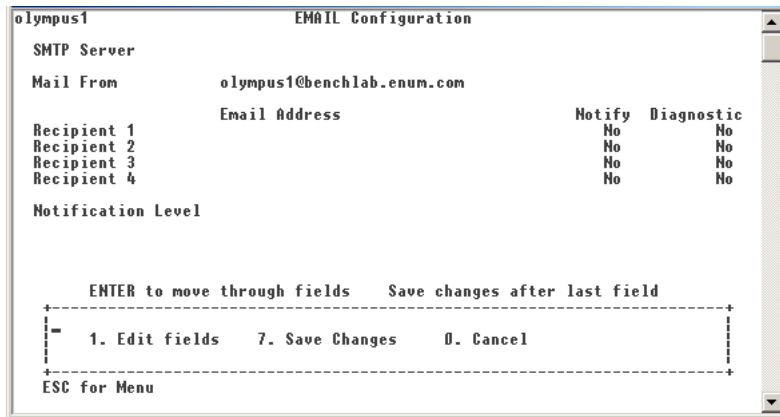 olympus1 EMAIL Configuration
SMTP Server
Mail From olympus1@benchlab.enum.com
Email Address Notify Diagnostic
Recipient 1 No No
Recipient 2 No No
Recipient 3 No No
Recipient 4 No No
Notification Level
ENTER to move through fields Save changes after last field
1. Edit fields 7. Save Changes 0. Cancel
ESC for Menu